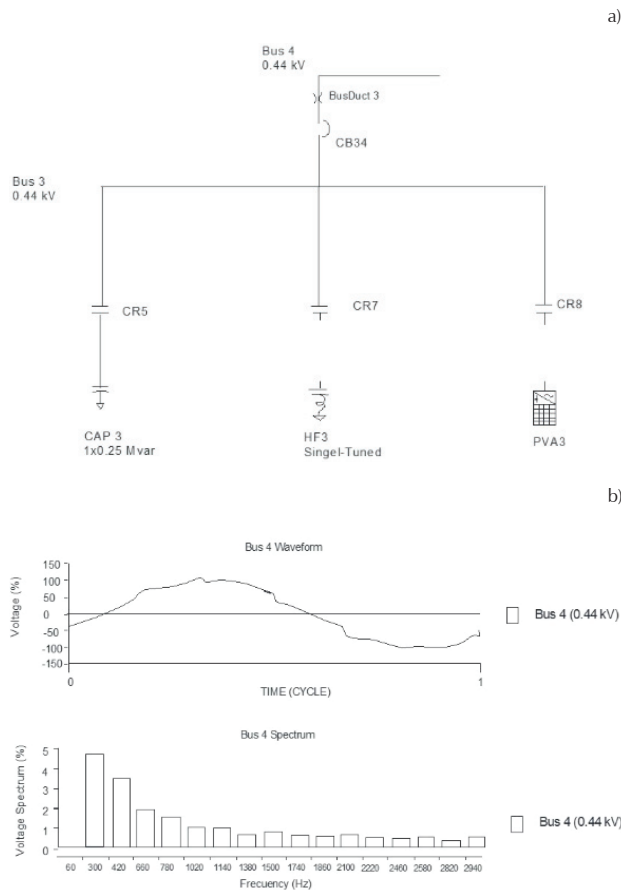 a)
Bus 4
0.44 kV
BusDuct 3
CB34
Bus 3
0.44 kV
CR5
CR7
CR8
CAP 3
1x0.25 Mvar
HF3
Singel-Tuned
PVA3
b)
Bus 4 Waveform
Voltage (%)
150
100
50
0
-50
-100
-150
0
1
TIME (CYCLE)
Bus 4 (0.44 kV)
Bus 4 Spectrum
Voltage Spectrum (%)
5
4
3
2
1
0
60 300 420 660 780 1020 1140 1380 1500 1740 1860 2100 2220 2460 2580 2820 2940
Frecuency (Hz)
Bus 4 (0.44 kV)